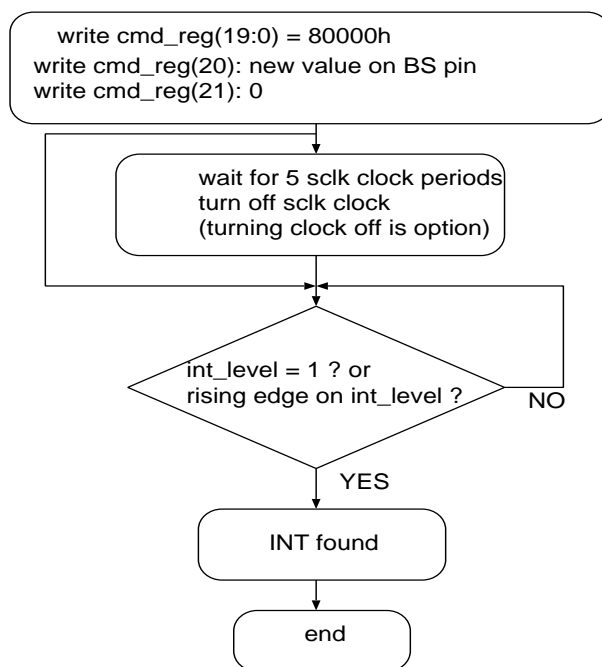 write cmd_reg(19:0) = 80000h
write cmd_reg(20): new value on BS pin
write cmd_reg(21): 0
wait for 5 sclk clock periods
turn off sclk clock
(turning clock off is option)
int_level = 1 ? or
rising edge on int_level ?
NO
YES
INT found
end